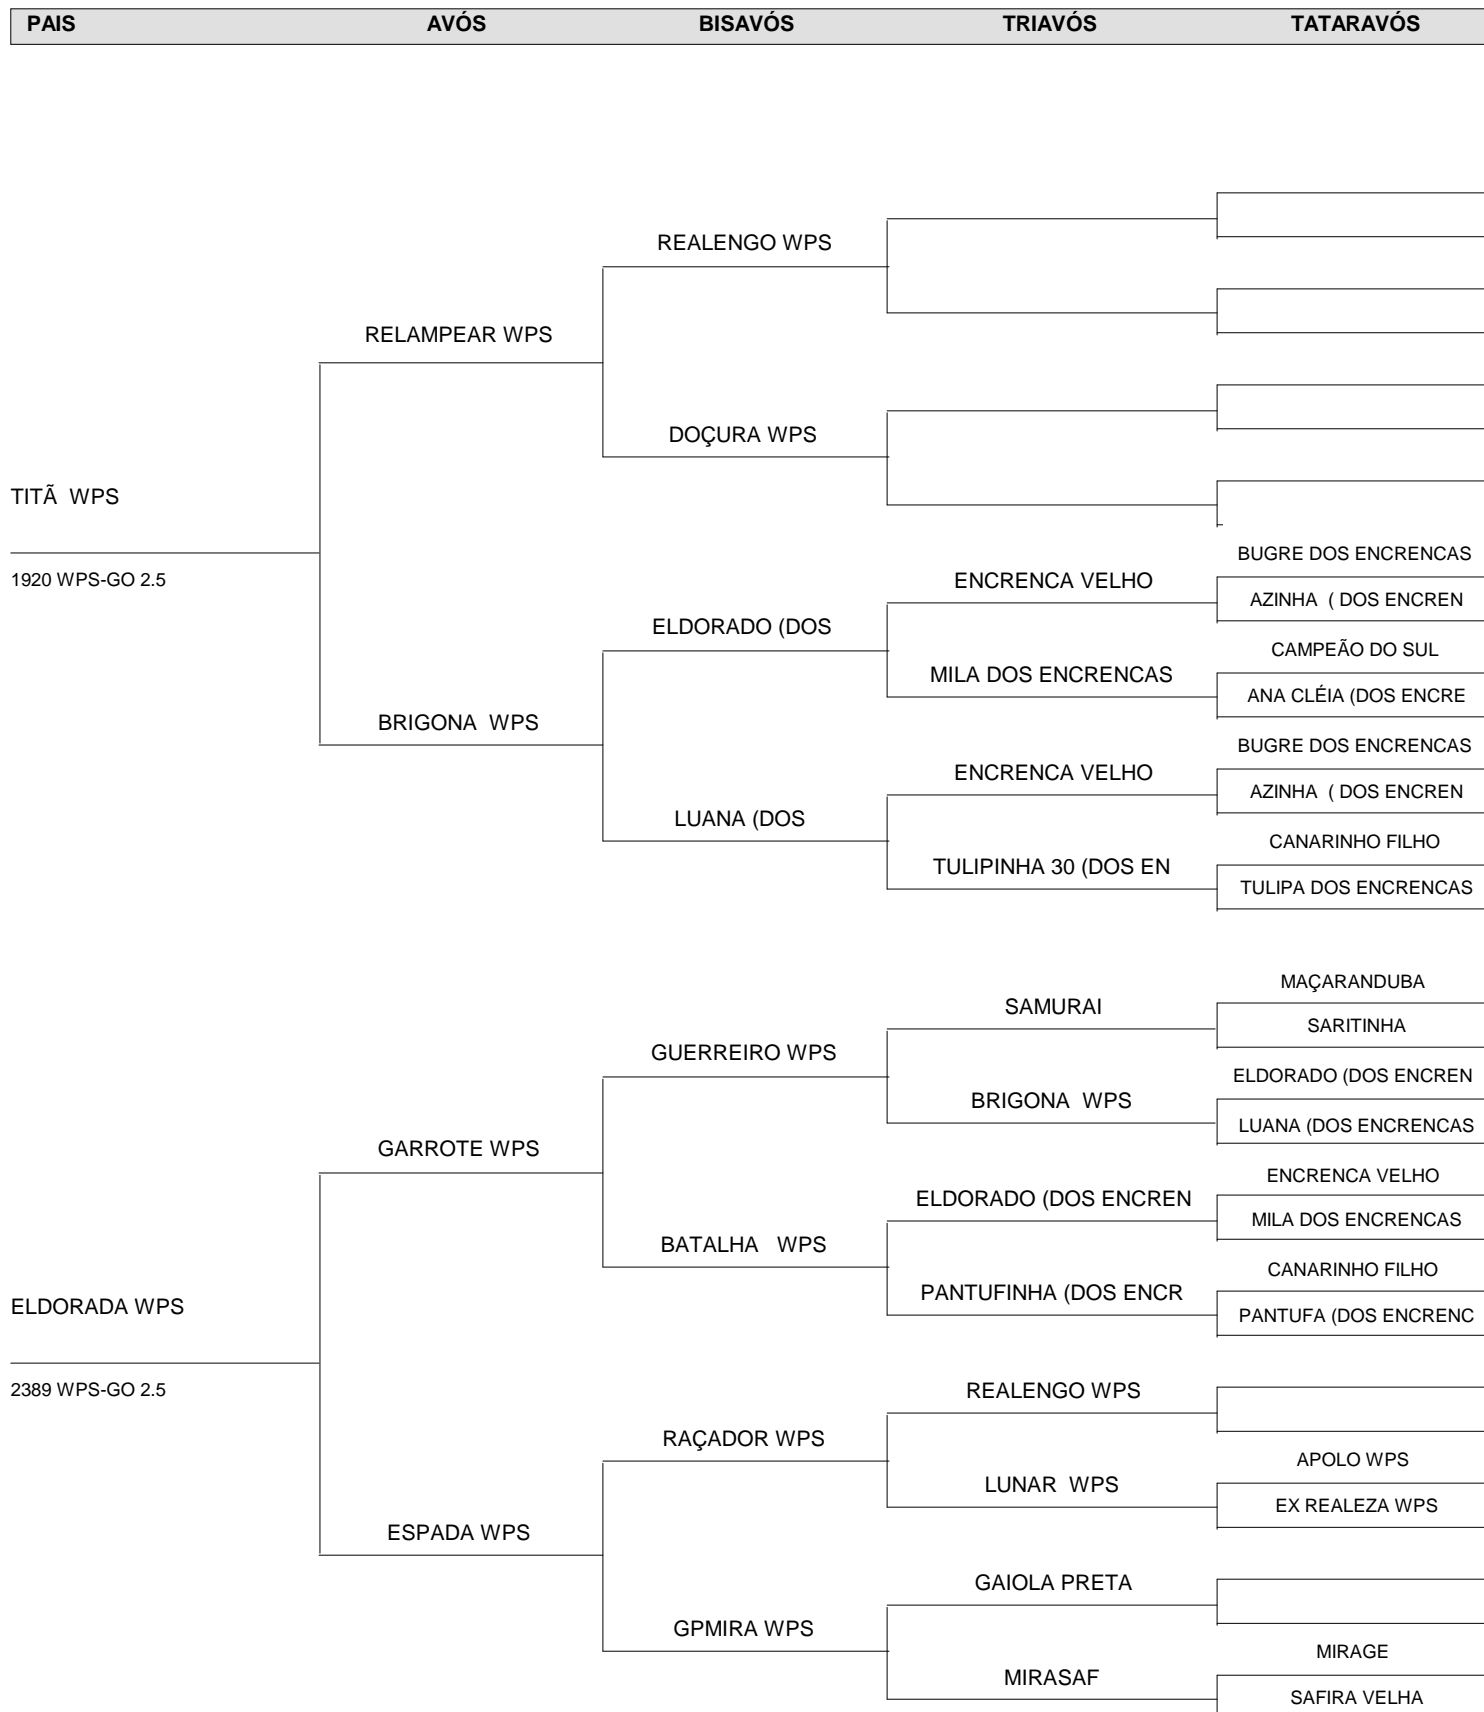 PAIS AVÓS BISAVÓS TRIAVÓS TATARAVÓS
REALENGO WPS
RELAMPEAR WPS
DOÇURA WPS
TITÃ WPS
1920 WPS-GO 2.5
BUGRE DOS ENCRENCAS
ENCRENCA VELHO
AZINHA ( DOS ENCREN
ELDORADO (DOS
CAMPEÃO DO SUL
MILA DOS ENCRENCAS
ANA CLÉIA (DOS ENCRE
BRIGONA WPS
BUGRE DOS ENCRENCAS
ENCRENCA VELHO
AZINHA ( DOS ENCREN
LUANA (DOS
CANARINHO FILHO
TULIPINHA 30 (DOS EN
TULIPA DOS ENCRENCAS
MAÇARANDUBA
SAMURAI
SARITINHA
GUERREIRO WPS
ELDORADO (DOS ENCREN
BRIGONA WPS
LUANA (DOS ENCRENCAS
GARROTE WPS
ENCRENCA VELHO
ELDORADO (DOS ENCREN
MILA DOS ENCRENCAS
BATALHA WPS
CANARINHO FILHO
PANTUFINHA (DOS ENCR
PANTUFA (DOS ENCRENC
ELDORADA WPS
2389 WPS-GO 2.5
REALENGO WPS
RAÇADOR WPS
APOLO WPS
LUNAR WPS
EX REALEZA WPS
ESPADA WPS
GAIOLA PRETA
GPMIRA WPS
MIRAGE
MIRASAF
SAFIRA VELHA